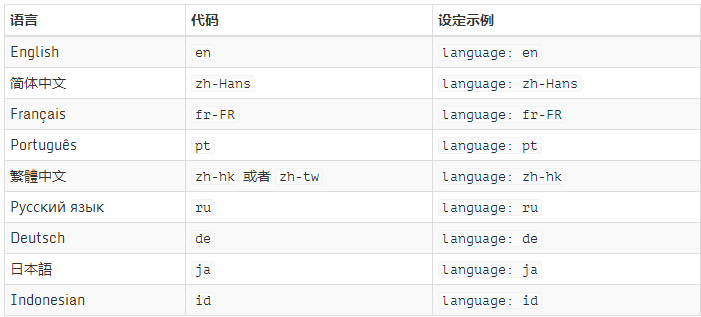 语言 代码 设定示例
English en language: en
简体中文 zh-Hans language: zh-Hans
Français fr-FR language: fr-FR
Português pt language: pt
繁體中文 zh-hk 或者 zh-tw language: zh-hk
Русский язык ru language: ru
Deutsch de language: de
日本語 ja language: ja
Indonesian id language: id